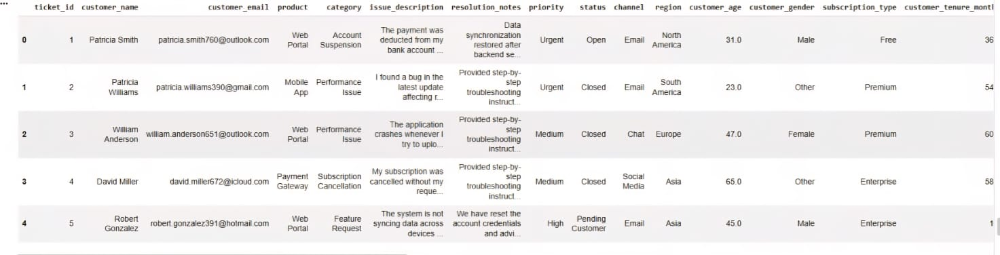 ...
ticket_id customer_name customer_email product category issue_description resolution_notes priority status channel region customer_age customer_gender subscription_type customer_tenure_montl
0 1 Patricia Smith patricia.smith760@outlook.com Web Portal Account Suspension The payment was deducted from my bank account ... Data synchronization restored after backend se... Urgent Open Email North America 31.0 Male Free 36
1 2 Patricia Williams patricia.williams390@gmail.com Mobile App Performance Issue I found a bug in the latest update affecting r... Provided step-by-step troubleshooting instruct... Urgent Closed Email South America 23.0 Other Premium 54
2 3 William Anderson william.anderson651@outlook.com Web Portal Performance Issue The application crashes whenever I try to uplo... Provided step-by-step troubleshooting instruct... Medium Closed Chat Europe 47.0 Female Premium 60
3 4 David Miller david.miller672@icloud.com Payment Gateway Subscription Cancellation My subscription was cancelled without my reque... Provided step-by-step troubleshooting instruct... Medium Closed Social Media Asia 65.0 Other Enterprise 58
4 5 Robert Gonzalez robert.gonzalez391@hotmail.com Web Portal Feature Request The system is not syncing data across devices ... We have reset the account credentials and advi... High Pending Customer Email Asia 45.0 Male Enterprise 1